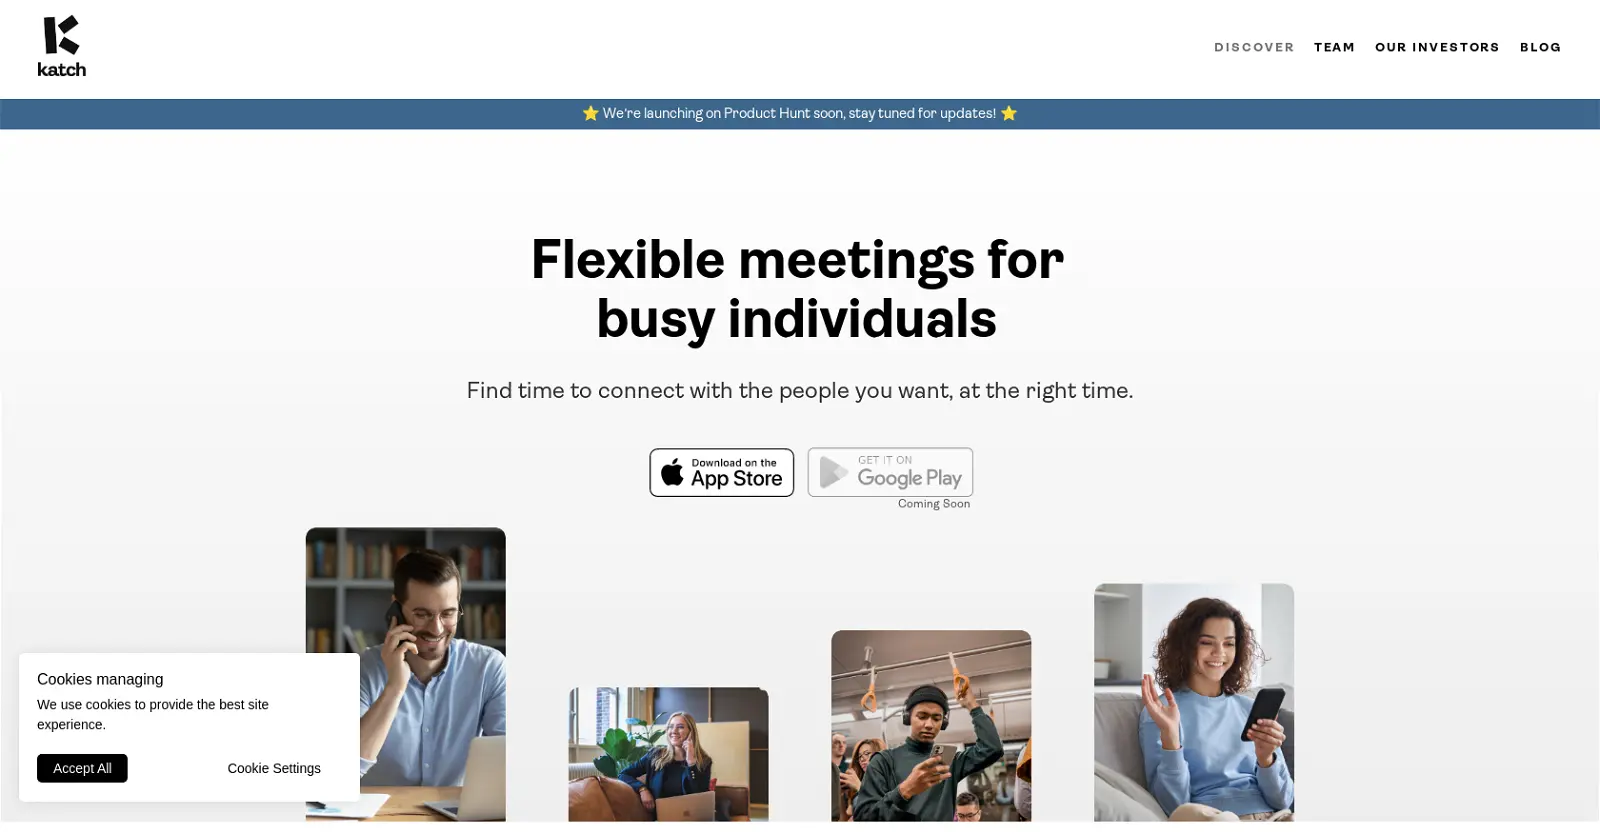 katch
DISCOVER TEAM OUR INVESTORS BLOG
⭐ We're launching on Product Hunt soon, stay tuned for updates! ⭐
Flexible meetings for
busy individuals
Find time to connect with the people you want, at the right time.
Download on the
App Store
GET IT ON
Google Play
Coming Soon
Cookies managing
We use cookies to provide the best site
experience.
Accept All
Cookie Settings